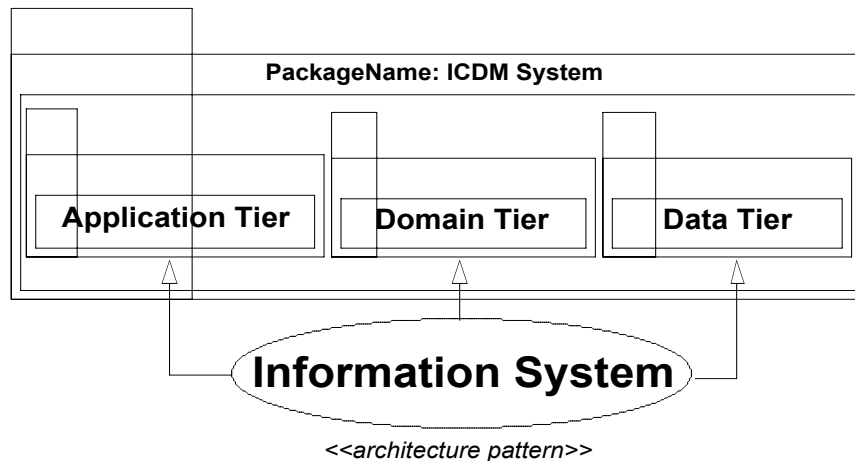 PackageName: ICDM System
Application Tier
Domain Tier
Data Tier
Information System
<<architecture pattern>>